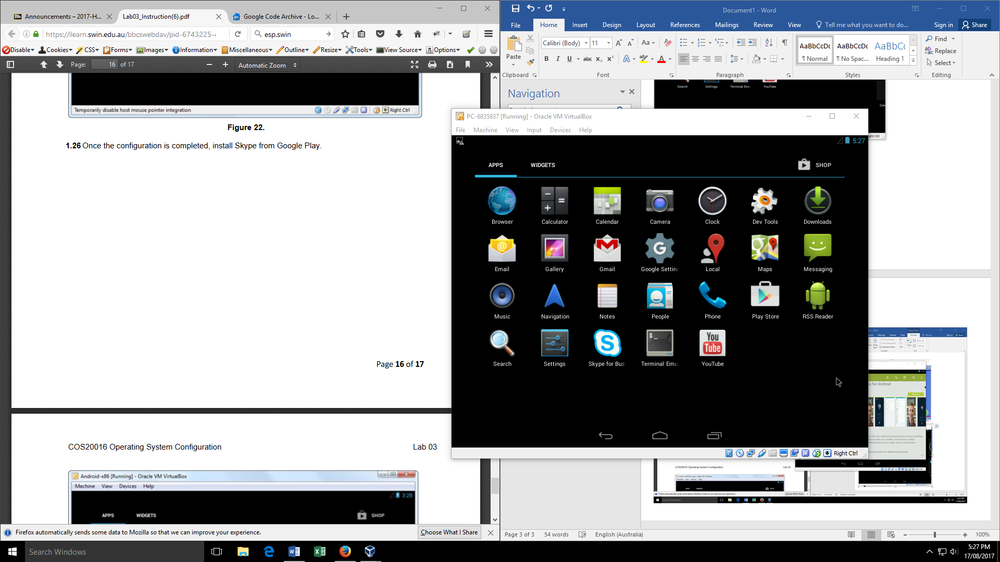 Announcements – 2017-H...
Lab03_Instruction(6).pdf
Google Code Archive - Lo...
https://ilearn.swin.edu.au/bbcswebdav/pid-6743225-
esp.swin
Disable
Cookies
CSS
Forms
Images
Information
Miscellaneous
Outline
Resize
Tools
View Source
Options
Page:
16
of 17
Automatic Zoom
Temporarily disable host mouse pointer integration
Right Ctrl
Figure 22.
1.26 Once the configuration is completed, install Skype from Google Play.
Page 16 of 17
COS20016 Operating System Configuration
Lab 03
Android-x86 [Running] - Oracle VM VirtualBox
Machine View Devices Help
3:29
APPS
WIDGETS
SHOP
Firefox automatically sends some data to Mozilla so that we can improve your experience.
Choose What I Share
Document1 - Word
File
Home
Insert
Design
Layout
References
Mailings
Review
View
Tell me what you want to do...
Sign in
Share
Paste
Clipboard
Calibri (Body)
11
Font
Paragraph
AaBbCcDc
¶ Normal
AaBbCcDc
¶ No Spac...
AaBbCc
Heading 1
Styles
Find
Replace
Select
Editing
Navigation
Search
Settings
Terminal Emu
YouTube
PC-6835937 [Running] - Oracle VM VirtualBox
File Machine View Input Devices Help
5:27
APPS
WIDGETS
SHOP
Browser
Calculator
Calendar
Camera
Clock
Dev Tools
Downloads
Email
Gallery
Gmail
Google Settin
Local
Maps
Messaging
Music
Navigation
Notes
People
Phone
Play Store
RSS Reader
Search
Settings
Skype for Bus
Terminal Emu
YouTube
Right Ctrl
COS20016 Operating System Configuration
Lab 03
Page 3 of 3
54 words
English (Australia)
100%
Search Windows
5:27 PM
17/08/2017